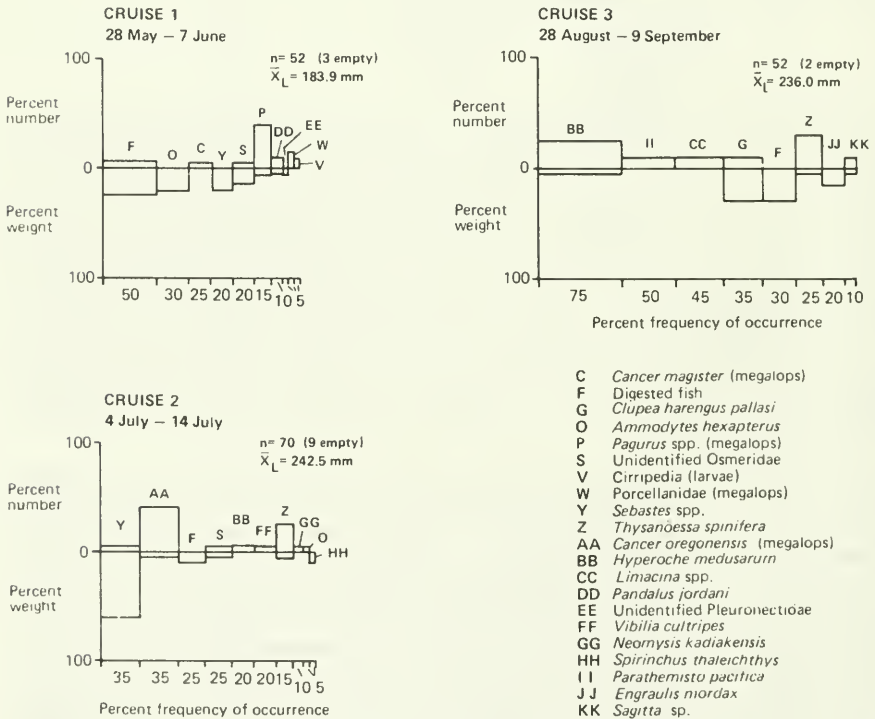 CRUISE 1
28 May – 7 June
n= 52 (3 empty)
X̄L = 183.9 mm
100
Percent
number
0
Percent
weight
100
F O C Y S P DD EE W V
50 30 25 20 20 15 10 5
CRUISE 3
28 August – 9 September
n= 52 (2 empty)
X̄L = 236.0 mm
100
Percent
number
0
Percent
weight
100
BB II CC G F Z JJ KK
75 50 45 35 30 25 20 10
Percent frequency of occurrence
CRUISE 2
4 July – 14 July
n= 70 (9 empty)
X̄L = 242.5 mm
100
Percent
number
0
Percent
weight
100
Y AA F S BB FF Z GG O HH
35 35 25 25 20 20 15 10 5
Percent frequency of occurrence
C Cancer magister (megalops)
F Digested fish
G Clupea harengus pallasi
O Ammodytes hexapterus
P Pagurus spp. (megalops)
S Unidentified Osmeridae
V Cirripedia (larvae)
W Porcellanidae (megalops)
Y Sebastes spp.
Z Thysanoessa spinifera
AA Cancer oregonensis (megalops)
BB Hyperoche medusarum
CC Limacina spp.
DD Pandalus jordani
EE Unidentified Pleuronectidae
FF Vibilia cultripes
GG Neomysis kadiakensis
HH Spirinchus thaleichthys
II Parathemisto pacifica
JJ Engraulis mordax
KK Sagitta sp.